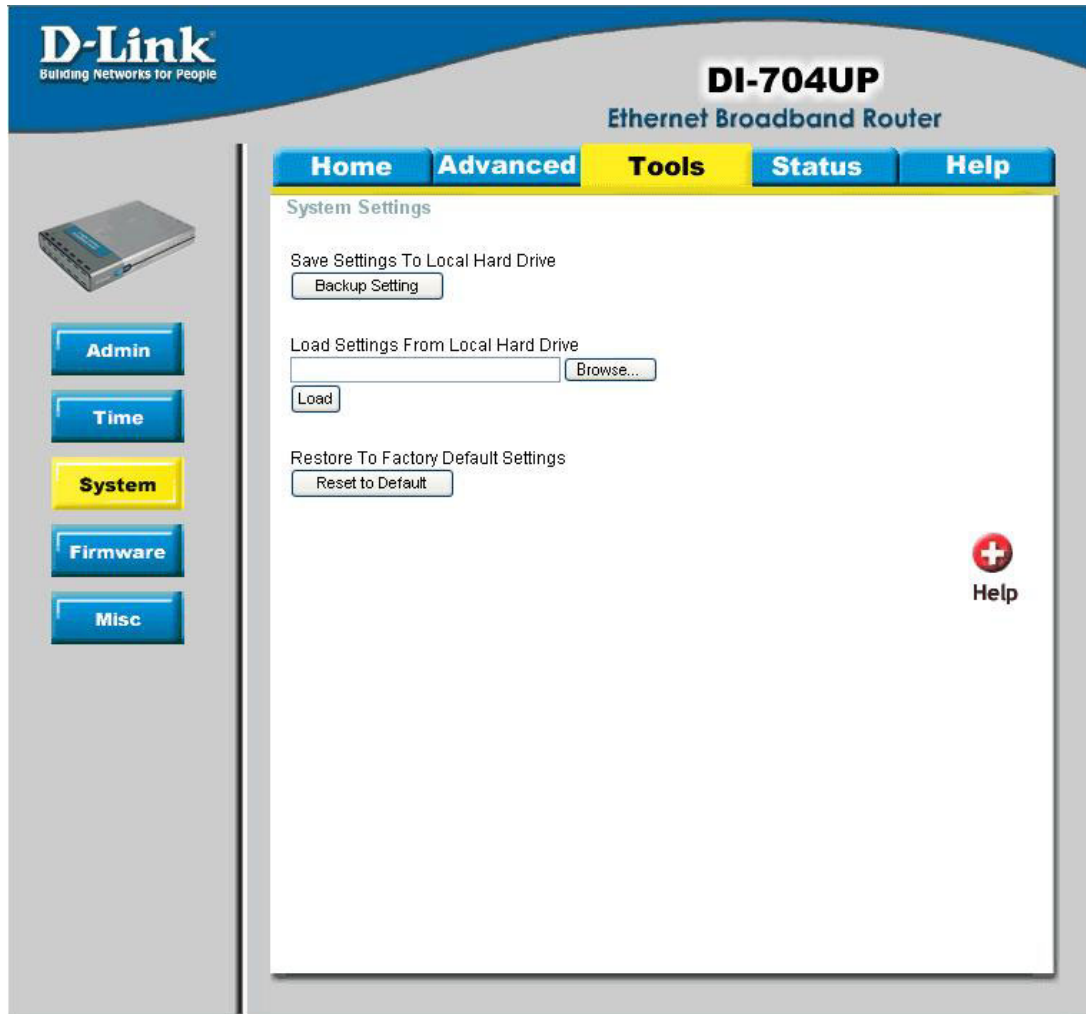 D-Link
Building Networks for People
DI-704UP
Ethernet Broadband Router
Home Advanced Tools Status Help
System Settings
Save Settings To Local Hard Drive
Backup Setting
Load Settings From Local Hard Drive
Browse...
Load
Restore To Factory Default Settings
Reset to Default
Admin
Time
System
Firmware
Misc
Help